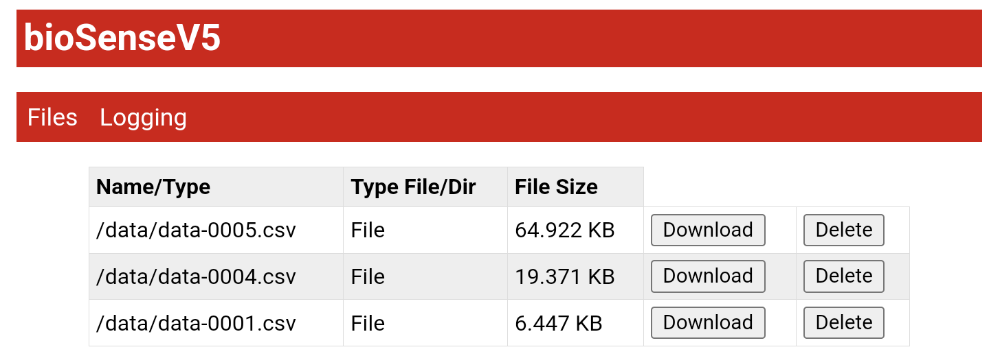 bioSenseV5
Files Logging
Name/Type Type File/Dir File Size
/data/data-0005.csv File 64.922 KB Download Delete
/data/data-0004.csv File 19.371 KB Download Delete
/data/data-0001.csv File 6.447 KB Download Delete